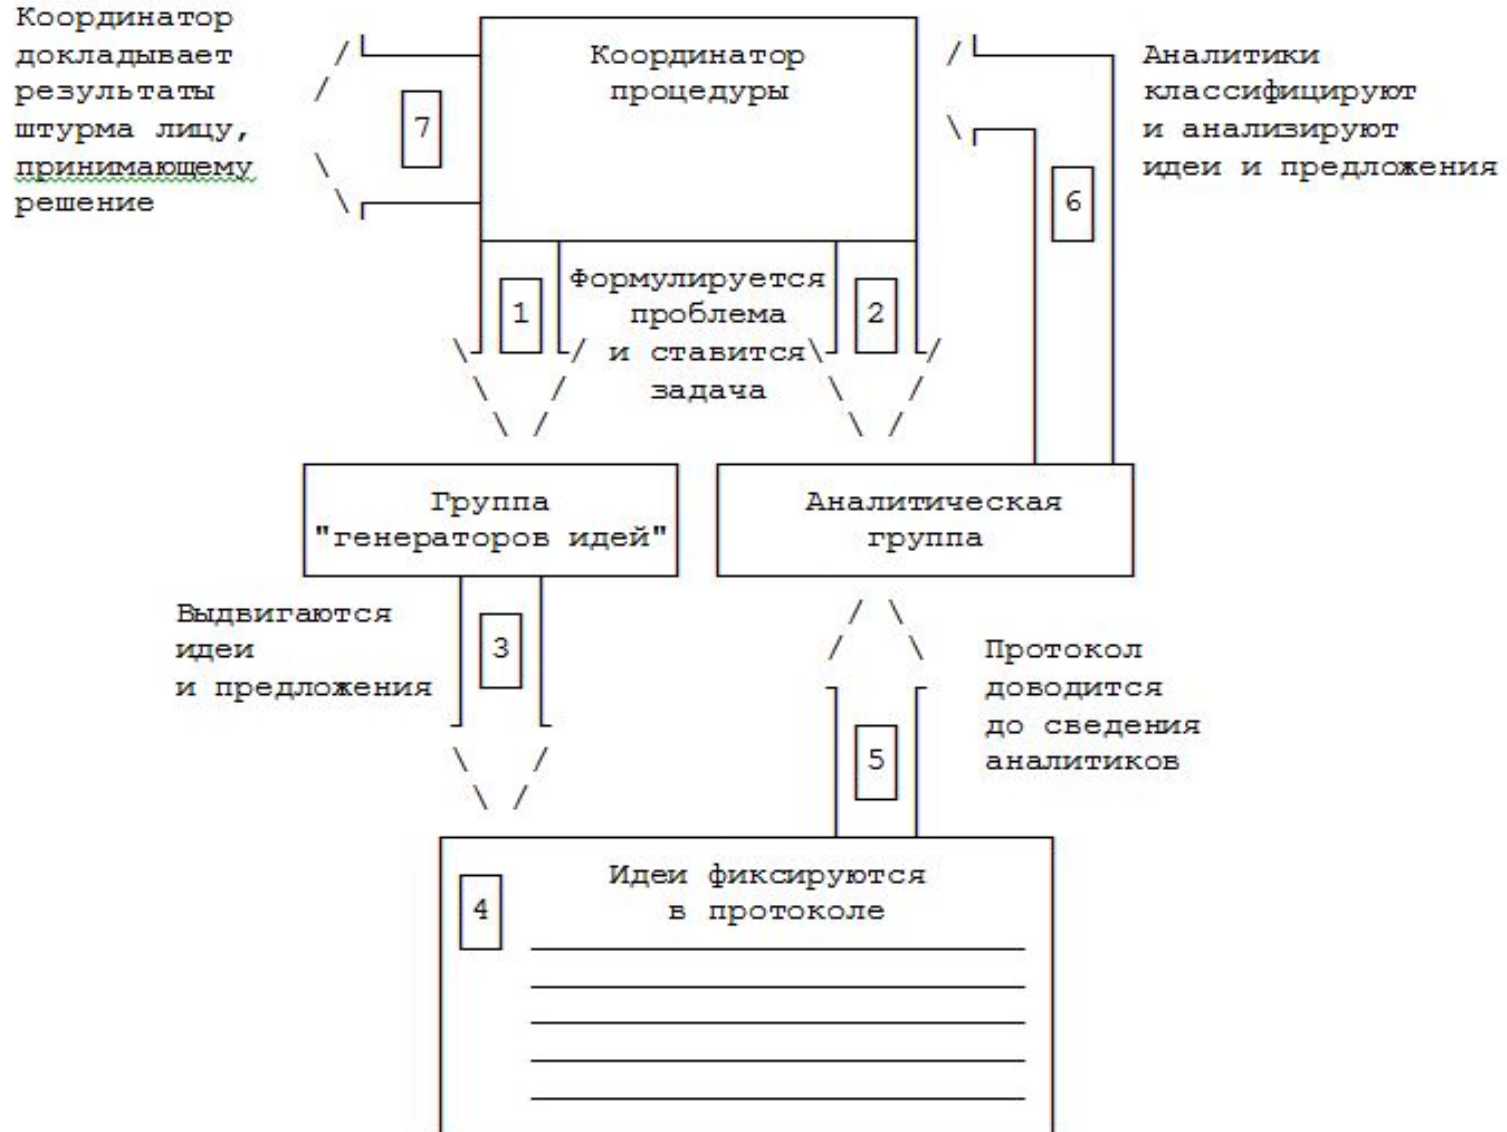 Координатор
докладывает
результаты
штурма лицу,
принимающему
решение
7
Координатор
процедуры
Аналитики
классифицируют
и анализируют
идеи и предложения
6
1
Формулируется
проблема
и ставится
задача
2
Группа
"генераторов идей"
Аналитическая
группа
Выдвигаются
идеи
и предложения
3
Протокол
доводится
до сведения
аналитиков
5
4
Идеи фиксируются
в протоколе